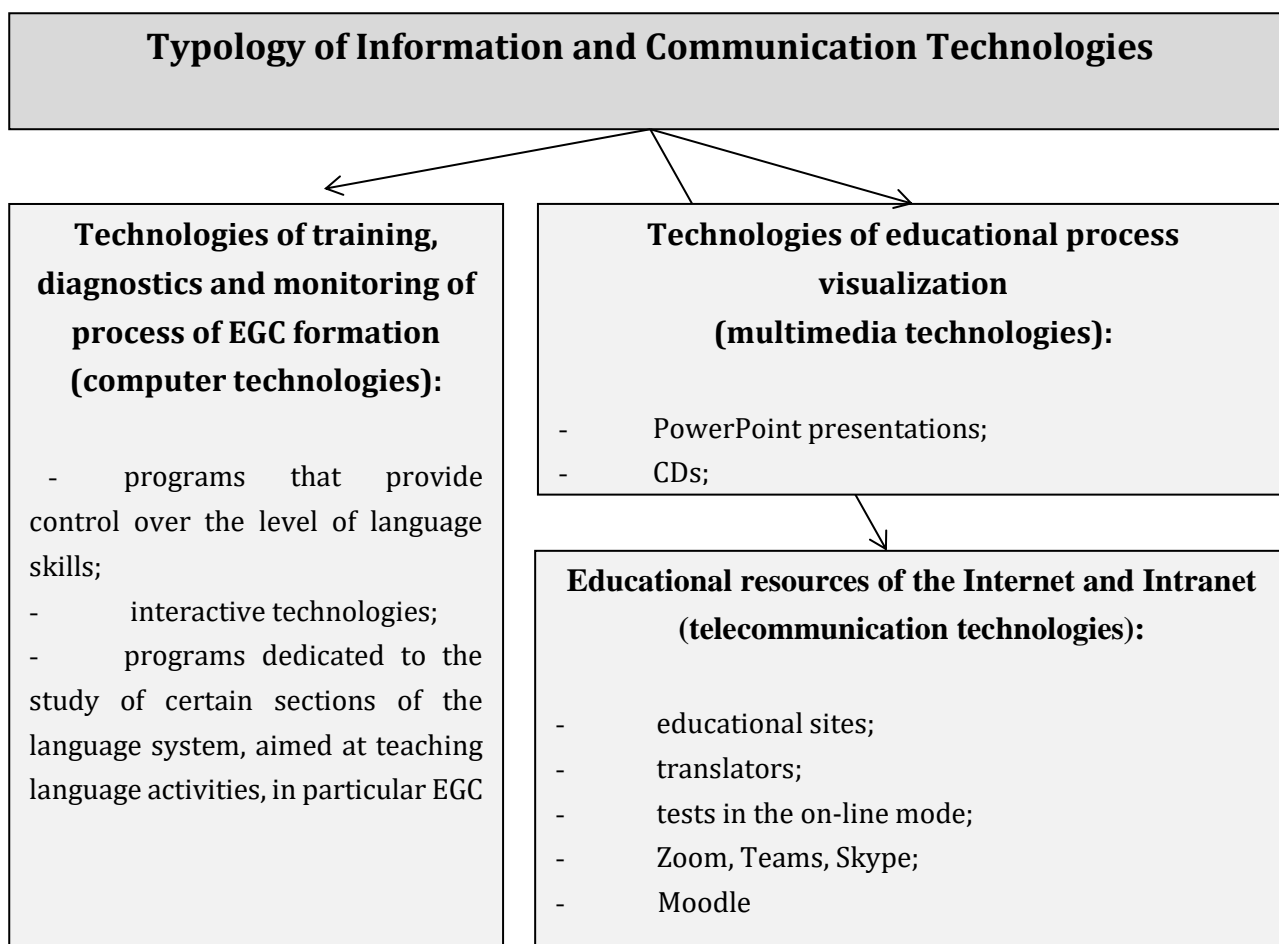 Typology of Information and Communication Technologies
Technologies of training,
diagnostics and monitoring of
process of EGC formation
(computer technologies):
- programs that provide
control over the level of language
skills;
- interactive technologies;
- programs dedicated to the
study of certain sections of the
language system, aimed at teaching
language activities, in particular EGC
Technologies of educational process
visualization
(multimedia technologies):
- PowerPoint presentations;
- CDs;
Educational resources of the Internet and Intranet
(telecommunication technologies):
- educational sites;
- translators;
- tests in the on-line mode;
- Zoom, Teams, Skype;
- Moodle